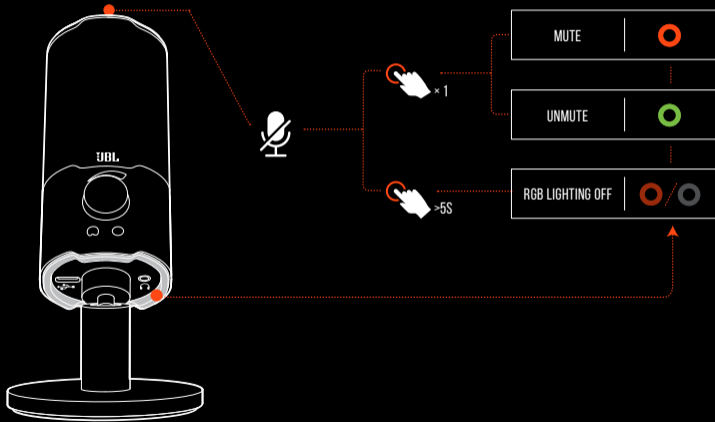 MUTE
× 1
UNMUTE
JBL
RGB LIGHTING OFF
>5S